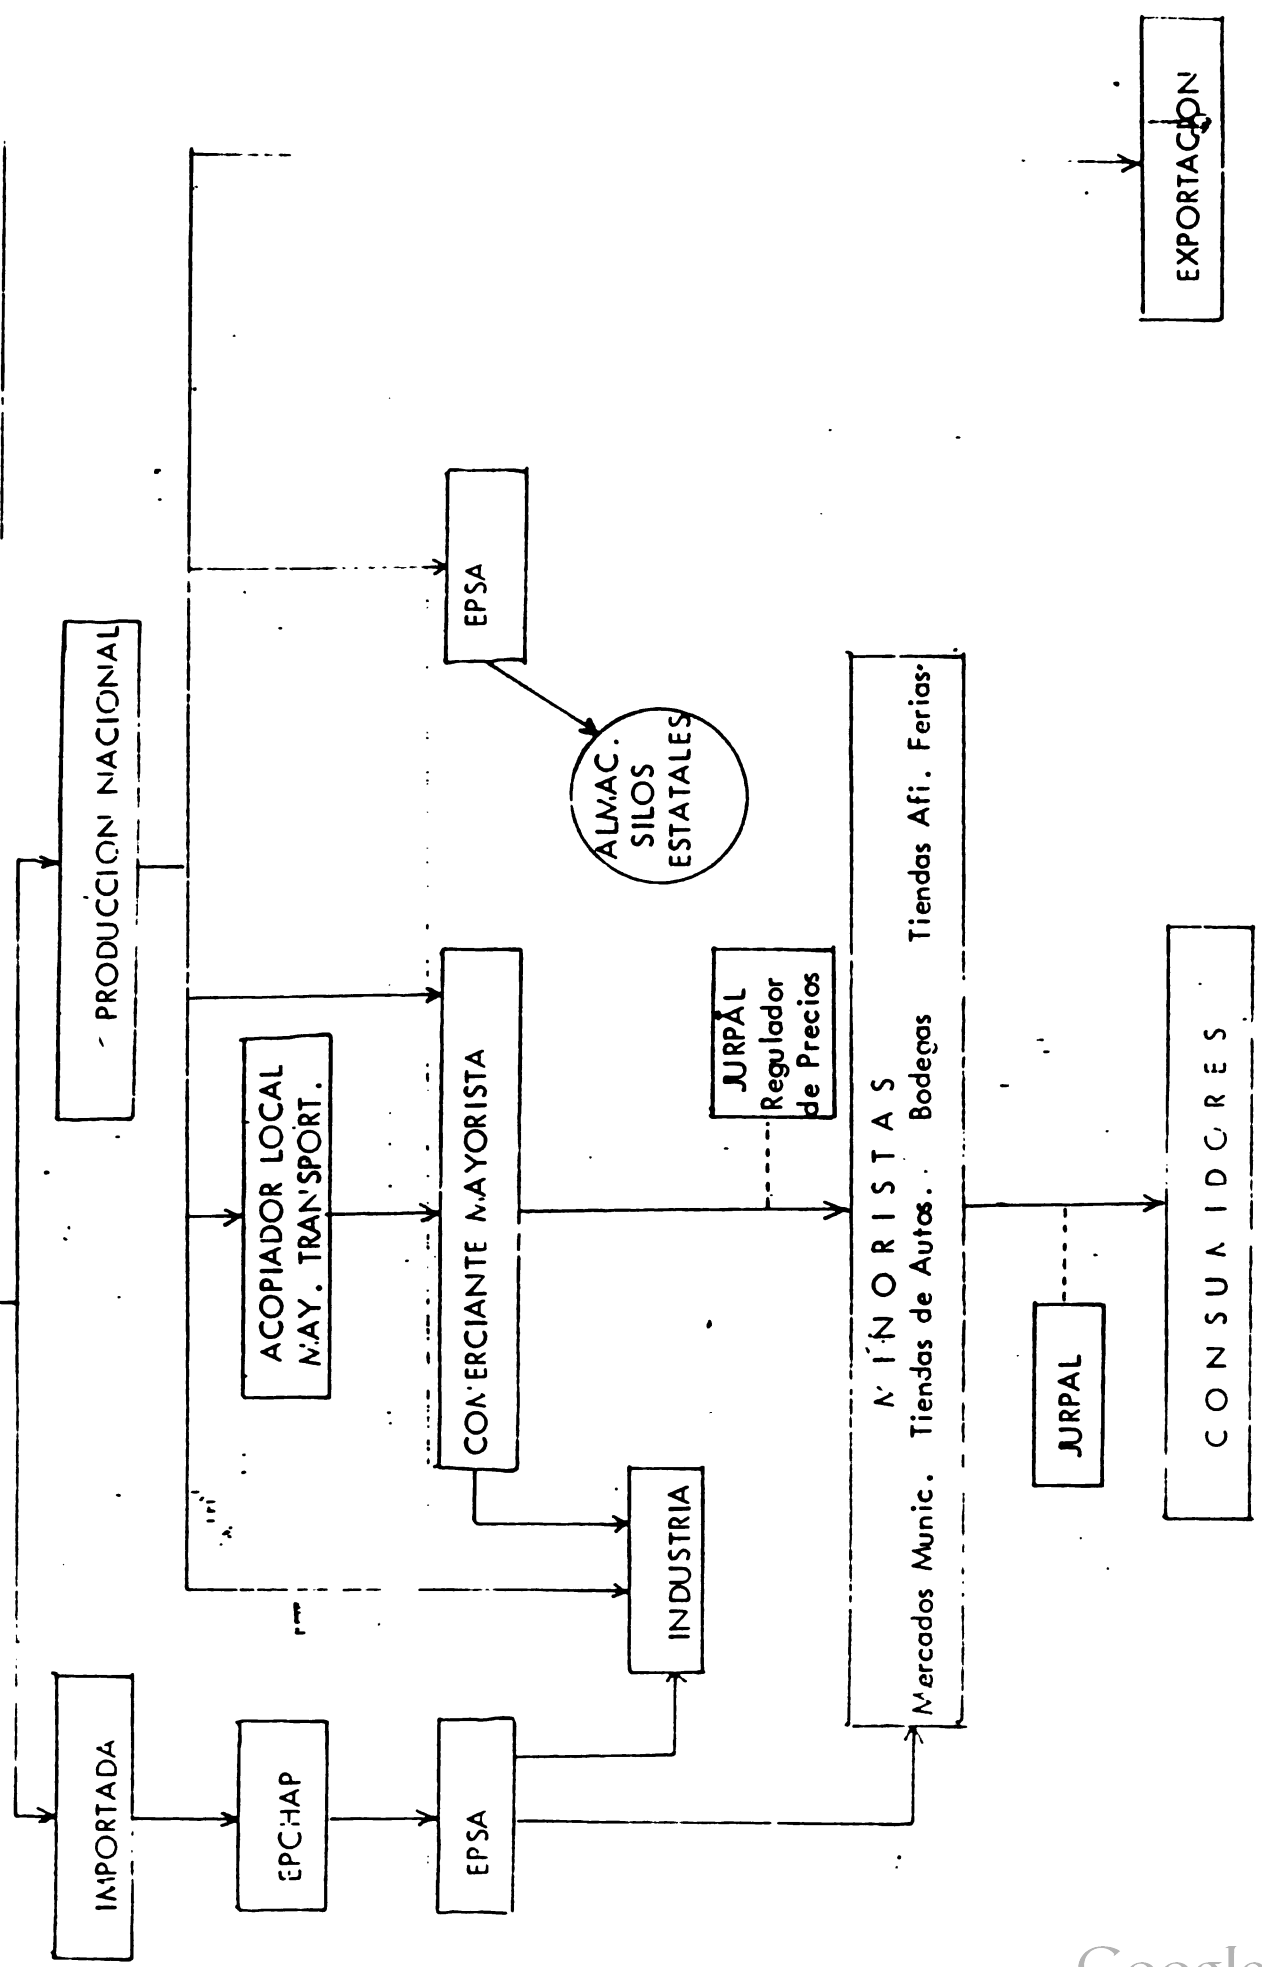 PRODUCCION NACIONAL
IMPORTADA
ACOPIADOR LOCAL
MAY. TRANSPORT.
EPCHAP
COMERCIANTE MAYORISTA
EPSA
EPSA
ALMAC.
SILOS
ESTATALES
INDUSTRIA
JURPAL
Regulador
de Precios
MINORISTAS
Mercados Munic. Tiendas de Autos. Bodegas Tiendas Afi. Ferias
JURPAL
CONSUMIDORES
EXPORTACION
Google